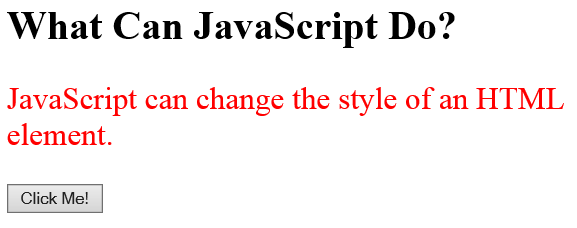 What Can JavaScript Do?
JavaScript can change the style of an HTML
element.
Click Me!